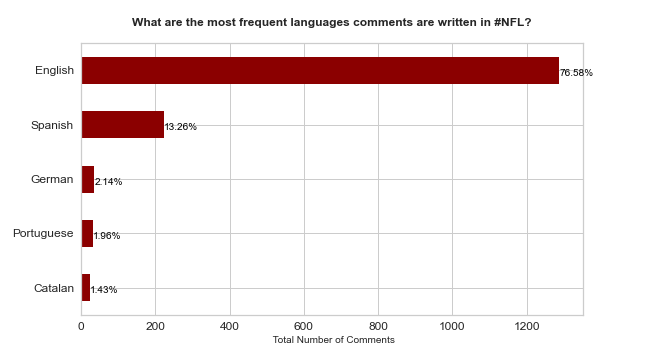 What are the most frequent languages comments are written in #NFL?
English
76.58%
Spanish
13.26%
German
2.14%
Portuguese
1.96%
Catalan
1.43%
0 200 400 600 800 1000 1200
Total Number of Comments